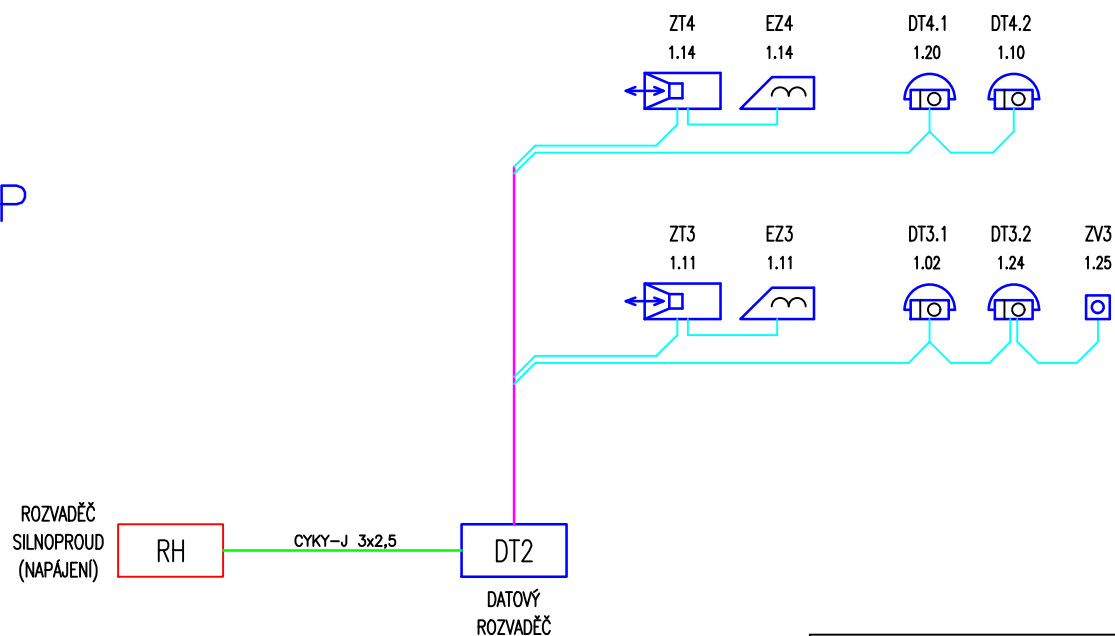 ZT4 EZ4 DT4.1 DT4.2
1.14 1.14 1.20 1.10
P
ZT3 EZ3 DT3.1 DT3.2 ZV3
1.11 1.11 1.02 1.24 1.25
ROZVADĚČ
SILNOPROUD
(NAPÁJENÍ)
RH
CYKY-J 3x2,5
DT2
DATOVÝ
ROZVADĚČ